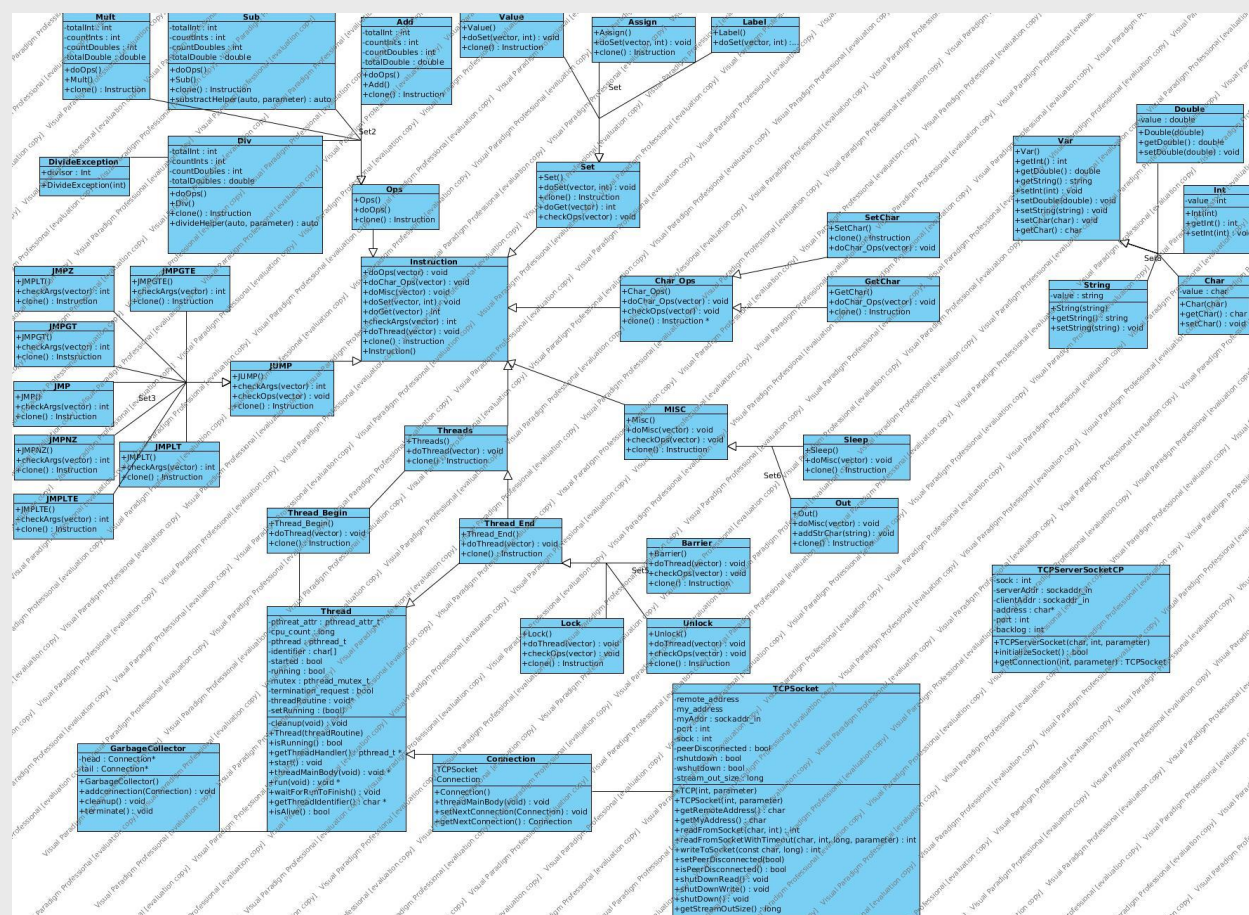 Mult
-totalInt : int
-countInts : int
-countDoubles : int
-totalDouble : double
+doOps()
+Mult()
+clone() : Instruction
Sub
-totalInt : int
-countInts : int
-countDoubles : int
-totalDouble : double
+doOps()
+Sub()
+clone() : Instruction
+substractHelper(auto, parameter) : auto
Add
-totalInt : int
-countInts : int
-countDoubles : int
-totalDouble : double
+doOps()
+Add()
+clone() : Instruction
Value
+Value()
+doSet(vector, int) : void
+clone() : Instruction
Assign
+Assign()
+doSet(vector, int) : void
+clone() : Instruction
Label
+Label()
+doSet(vector, int) :...
Set
Set2
DivideException
+divisor : Int
+DivideException(int)
Div
-totalInt : int
-countInts : int
-countDoubles : int
-totalDoubles : double
+doOps()
+Div()
+clone() : Instruction
+divideHelper(auto, parameter) : auto
Ops
+Ops()
+doOps()
+clone() : Instruction
Set
+Set()
+doSet(vector, int) : void
+clone() : Instruction
+doGet(vector) : int
+checkOps(vector) : void
Var
+Var()
+getInt() : int
+getDouble() : double
+getString() : string
+setInt(int) : void
+setDouble(double) : void
+setString(string) : void
+setChar(char) : void
+getChar() : char
Double
-value : double
+Double(double)
+getDouble() : double
+setDouble(double) : void
Int
-value : int
+Int(int)
+getInt() : int
+setInt(int) : void
String
-value : string
+String(string)
+getString() : string
+setString(string) : void
Char
-value : char
+Char(char)
+getChar() : char
+setChar() : void
SetChar
+SetChar()
+clone() : Instruction
+doChar_Ops(vector) : void
Instruction
+doOps(vector) : void
+doChar_Ops(vector) : void
+doMisc(vector) : void
+doSet(vector, int) : void
+doGet(vector) : int
+checkArgs(vector) : int
+doThread(vector) : void
+clone : instruction
+Instruction()
Char_Ops
+Char_Ops()
+doChar_Ops(vector) : void
+checkOps(vector) : void
+clone() : Instruction *
GetChar
+GetChar()
+doChar_Ops(vector) : void
+clone() : Instruction
JMPZ
+JMPLT()
+checkArgs(vector) : int
+clone() : Instruction
JMPGTE
+JMPGTE()
+checkArgs(vector) : int
+clone() : Instruction
JMPGT
+JMPGT()
+checkArgs(vector) : int
+clone() : Instsruction
JMP
+JMP()
+checkArgs(vector) : int
+clone() : Instruction
Set3
JUMP
+JUMP()
+checkArgs(vector) : int
+checkOps(vector) : void
+clone() : Instruction
JMPNZ
+JMPNZ()
+checkArgs(vector) : int
+clone() : Instruction
JMPLT
+JMPLT()
+checkArgs(vector) : int
+clone() : Instruction
JMPLTE
+JMPLTE()
+checkArgs(vector) : int
+clone() : Instruction
Threads
+Threads()
+doThread(vector) : void
+clone() : Instruction
MISC
+Misc()
+doMisc(vector) : void
+checkOps(vector) : void
+clone() : Instruction
Sleep
+Sleep()
+doMisc(vector) : void
+clone() : Instruction
Set6
Out
+Out()
+doMisc(vector) : void
+addStrChar(string) : void
+clone() : Instruction
Thread_Begin
+Thread_Begin()
+doThread(vector) : void
+clone() : Instruction
Thread_End
+Thread_End()
+doThread(vector) : void
+clone() : Instruction
Barrier
+Barrier()
+doThread(vector) : void
+checkOps(vector) : void
+clone() : Instruction
Lock
+Lock()
+doThread(vector) : void
+checkOps(vector) : void
+clone() : Instruction
Unlock
+Unlock()
+doThread(vector) : void
+checkOps(vector) : void
+clone() : Instruction
TCPServerSocketCP
-sock : int
-serverAddr : sockaddr_in
-clientAddr : sockaddr_in
-address : char*
-port : int
-backlog : int
+TCPServerSocket(char, int, parameter)
+initializeSocket() : bool
+getConnection(int, parameter) : TCPSocket
Thread
-pthread_attr : pthread_attr_t
-cpu_count : long
-pthread : pthread_t
-identifier : char[]
-started : bool
-running : bool
-mutex : pthread_mutex_t
-termination_request : bool
-threadRoutine : void*
-setRunning : (bool)
-cleanup(void) : void
+Thread(threadRoutine)
+isRunning() : bool
+getThreadHandler() : pthread_t *
+start() : void
+threadMainBody(void) : void *
+run(void) : void *
+waitForRunToFinish() : void
+getThreadIdentifier() : char *
+isAlive() : bool
GarbageCollector
-head : Connection*
-tail : Connection*
+GarbageCollector()
+addconnection(Connection) : void
+cleanup() : void
+terminate() : void
Connection
-TCPSocket
-Connection
+Connection()
+threadMainBody(void) : void
+setNextConnection(Connection) : void
+getNextConnection() : Connection
TCPSocket
-remote_address
-my_address
-myAddr : sockaddr_in
-port : int
-sock : int
-peerDisconnected : bool
-rshutdown : bool
-wshutdown : bool
-stream_out_size : long
+TCP(int, parameter)
+TCPSocket(int, parameter)
+getRemoteAddress() : char
+getMyAddress() : char
+readFromSocket(char, int) : int
+readFromSocketWithTimeout(char, int, long, parameter) : int
+writeToSocket(const char, long) : int
+setPeerDisconnected(bool)
+isPeerDisconnected() : bool
+shutDownRead() : void
+shutDownWrite() : void
+shutDown() : void
+getStreamOutSize() : long